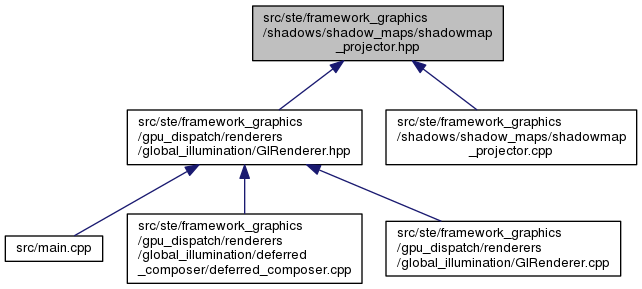 src/ste/framework_graphics
/shadows/shadow_maps/shadowmap
_projector.hpp
src/ste/framework_graphics
/gpu_dispatch/renderers
/global_illumination/GIRenderer.hpp
src/ste/framework_graphics
/shadows/shadow_maps/shadowmap
_projector.cpp
src/main.cpp
src/ste/framework_graphics
/gpu_dispatch/renderers
/global_illumination/deferred
_composer/deferred_composer.cpp
src/ste/framework_graphics
/gpu_dispatch/renderers
/global_illumination/GIRenderer.cpp